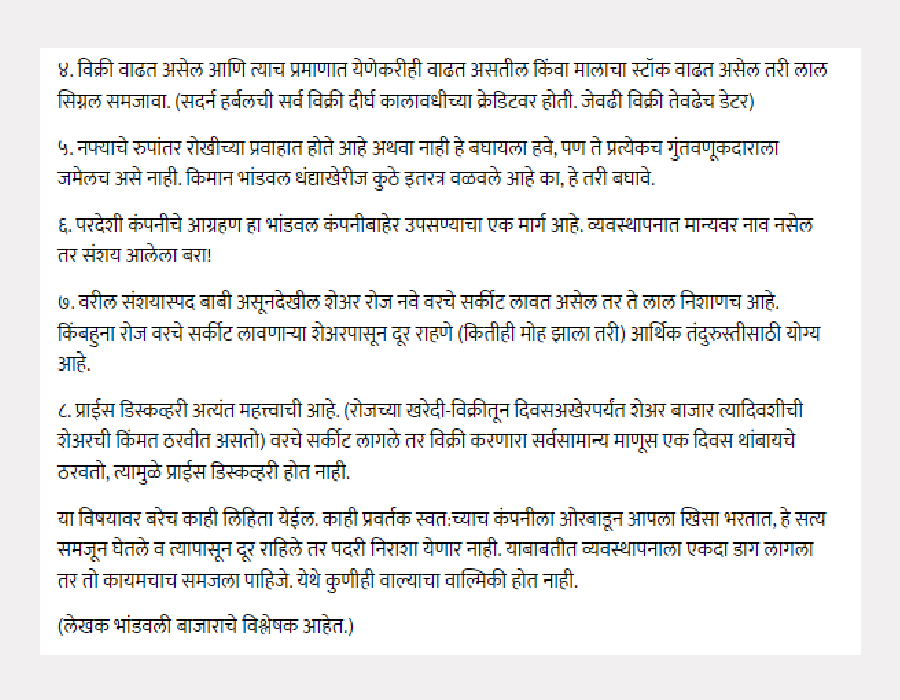 ४. विक्री वाढत असेल आणि त्याच प्रमाणात येणेकरीही वाढत असतील किंवा मालाचा स्टॉक वाढत असेल तरी लाल
सिग्नल समजावा. (सदर्न हर्बलची सर्व विक्री दीर्घ कालावधीच्या क्रेडिटवर होती. जेवढी विक्री तेवढेच डेटर)
५. नफ्याचे रुपांतर रोखीच्या प्रवाहात होते आहे अथवा नाही हे बघायला हवे, पण ते प्रत्येकच गुंतवणूकदाराला
जमेलच असे नाही. किमान भांडवल धंद्याखेरीज कुठे इतरत्र वळवले आहे का, हे तरी बघावे.
६. परदेशी कंपनीचे आग्रहण हा भांडवल कंपनीबाहेर उपसण्याचा एक मार्ग आहे. व्यवस्थापनात मान्यवर नाव नसेल
तर संशय आलेला बरा!
७. वरील संशयास्पद बाबी असूनदेखील शेअर रोज नवे वरचे सर्कीट लावत असेल तर ते लाल निशाणच आहे.
किंबहुना रोज वरचे सर्कीट लावणाऱ्या शेअरपासून दूर राहणे (कितीही मोह झाला तरी) आर्थिक तंदुरुस्तीसाठी योग्य
आहे.
८. प्राईस डिस्कव्हरी अत्यंत महत्त्वाची आहे. (रोजच्या खरेदी-विक्रीतून दिवसअखेरपर्यंत शेअर बाजार त्यादिवशीची
शेअरची किंमत ठरवीत असतो) वरचे सर्कीट लागले तर विक्री करणारा सर्वसामान्य माणूस एक दिवस थांबायचे
ठरवतो, त्यामुळे प्राईस डिस्कव्हरी होत नाही.
या विषयावर बरेच काही लिहिता येईल. काही प्रवर्तक स्वत:च्याच कंपनीला ओरबाडून आपला खिसा भरतात, हे सत्य
समजून घेतले व त्यापासून दूर राहिले तर पदरी निराशा येणार नाही. याबाबतीत व्यवस्थापनाला एकदा डाग लागला
तर तो कायमचाच समजला पाहिजे. येथे कुणीही वाल्याचा वाल्मिकी होत नाही.
(लेखक भांडवली बाजाराचे विश्लेषक आहेत.)